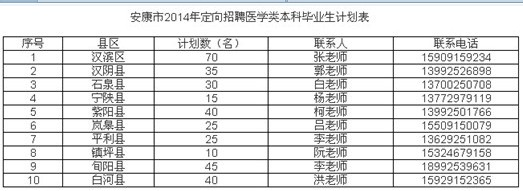 安康市2014年定向招聘医学类本科毕业生计划表
序号 县区 计划数（名） 联系人 联系电话
1 汉滨区 70 张老师 15909159234
2 汉阴县 35 郭老师 13992526898
3 石泉县 30 白老师 13700250708
4 宁陕县 15 杨老师 13772979119
5 紫阳县 40 柯老师 13992501766
6 岚皋县 25 吕老师 15509150079
7 平利县 25 李老师 13629251082
8 镇坪县 10 阮老师 15324679158
9 旬阳县 45 李老师 18992539631
10 白河县 40 洪老师 15929152365